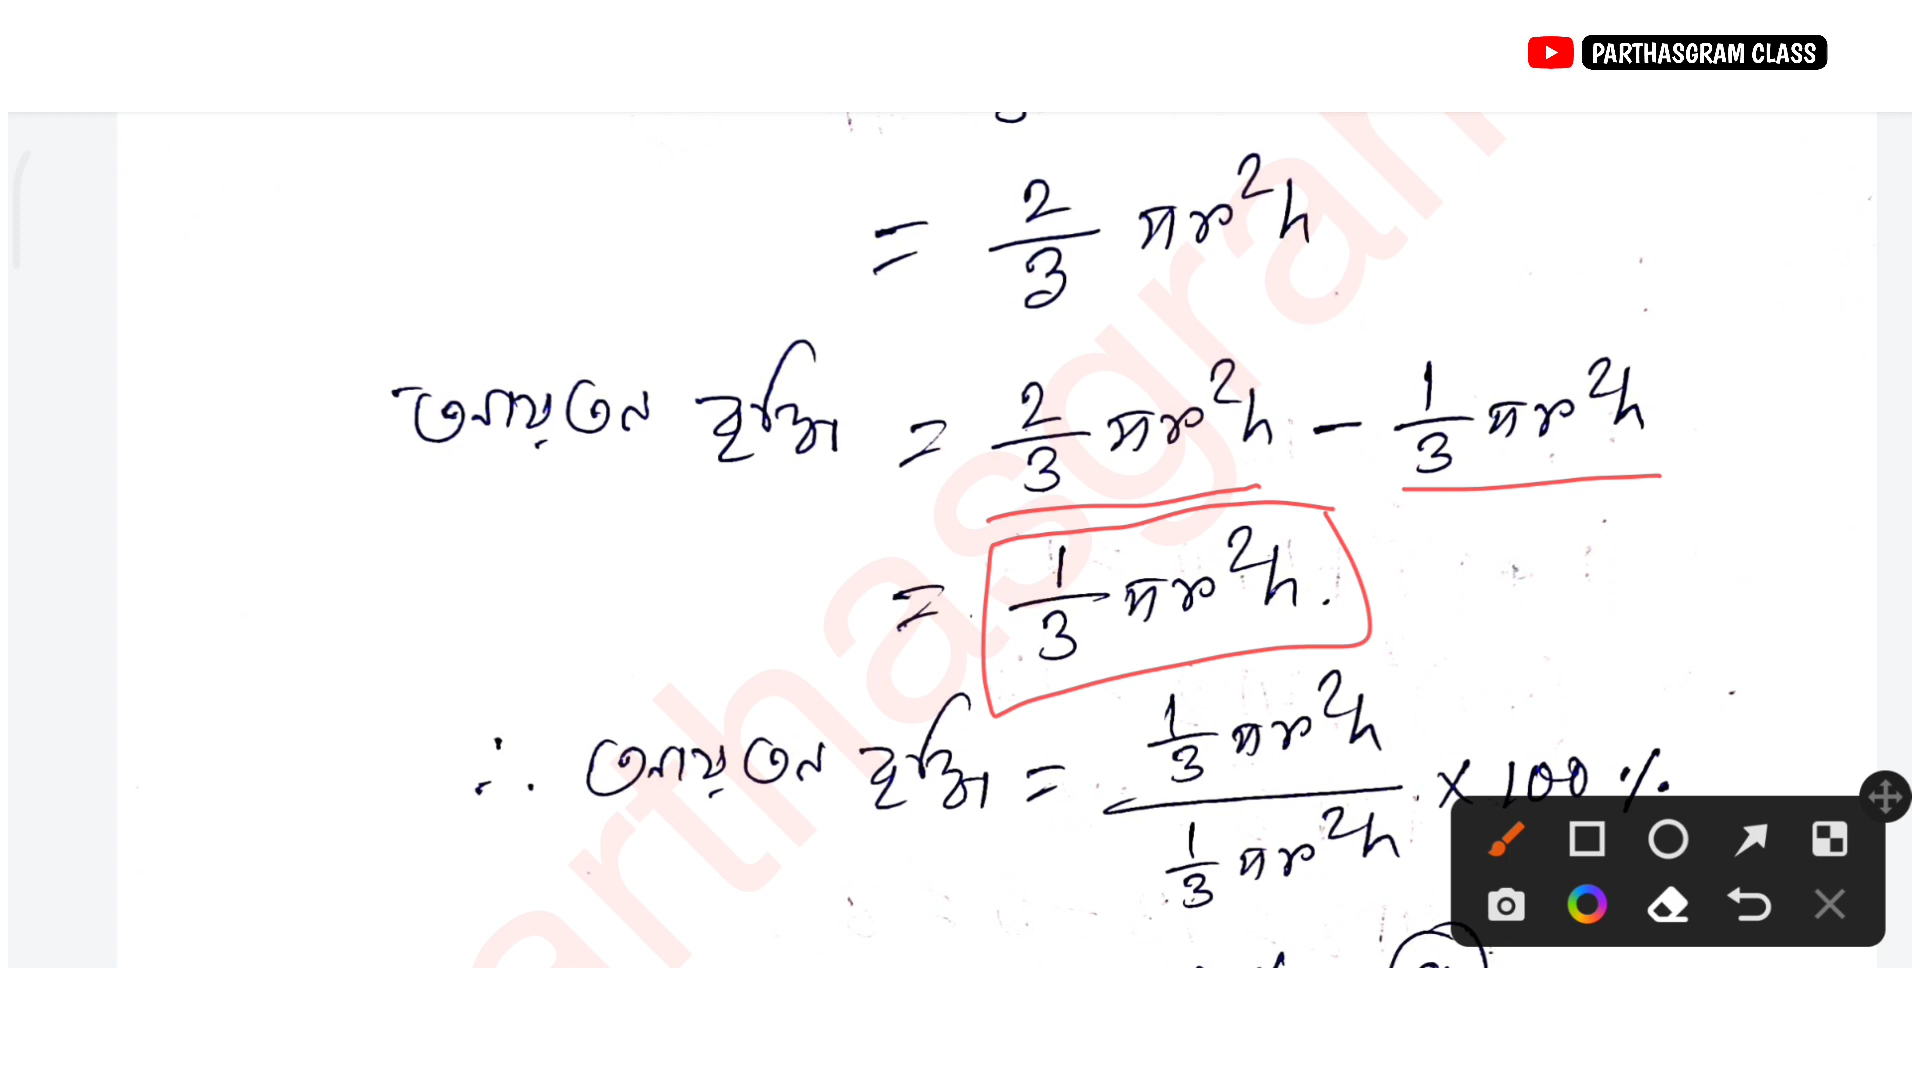 PARTHASGRAM CLASS
= 2/3 πr²h
আয়তন বৃদ্ধি = 2/3 πr²h - 1/3 πr²h
= 1/3 πr²h.
∴ আয়তন বৃদ্ধি = (1/3 πr²h)/(1/3 πr²h) × 100 %.